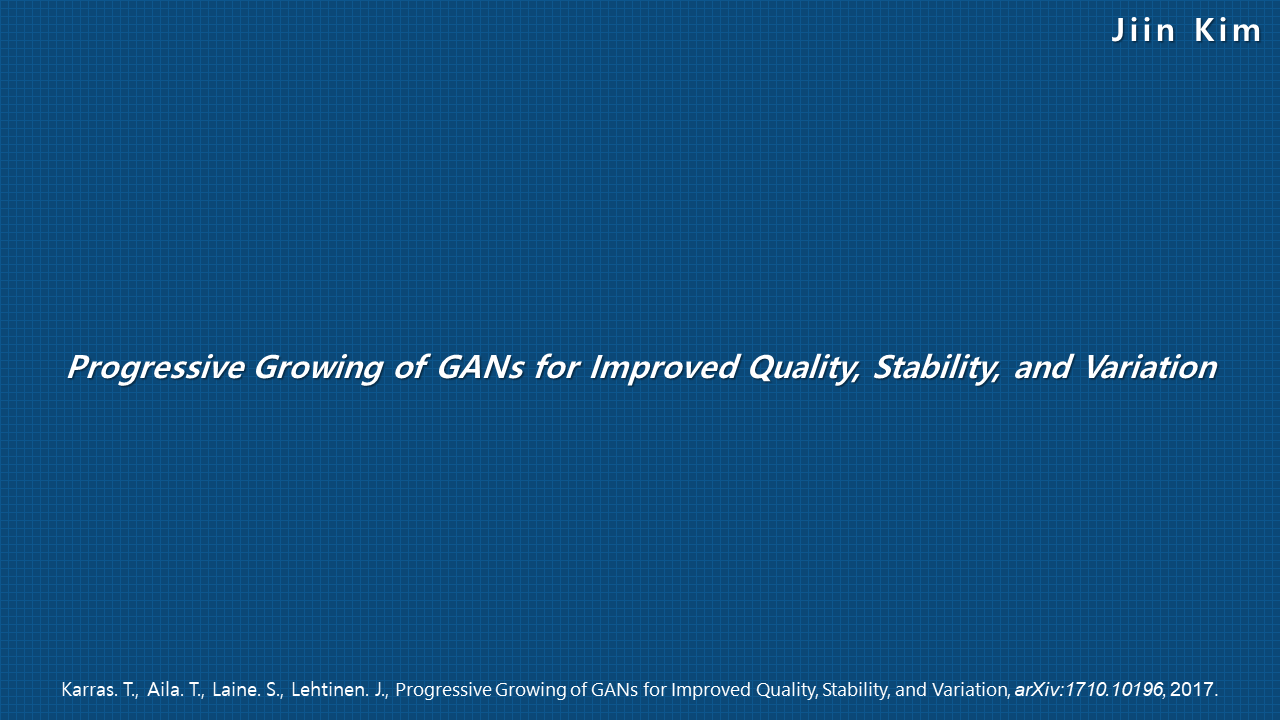 Jiin Kim
Progressive Growing of GANs for Improved Quality, Stability, and Variation
Karras. T., Aila. T., Laine. S., Lehtinen. J., Progressive Growing of GANs for Improved Quality, Stability, and Variation, arXiv:1710.10196, 2017.